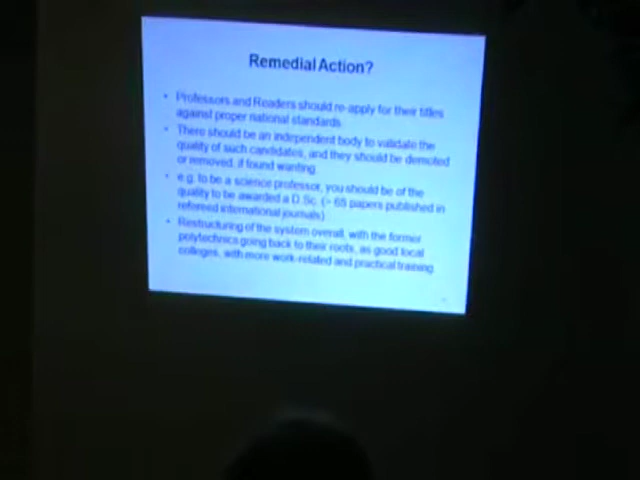 Remedial Action?
• Professors and Readers should re-apply for their titles
against proper national standards.
• There should be an independent body to validate the
quality of such candidates, and they should be demoted
or removed, if found wanting.
• e.g. to be a science professor, you should be of the
quality to be awarded a D.Sc. (> 65 papers published in
refereed international journals)
• Restructuring of the system overall, with the former
polytechnics going back to their roots, as good local
colleges, with more work-related and practical training.